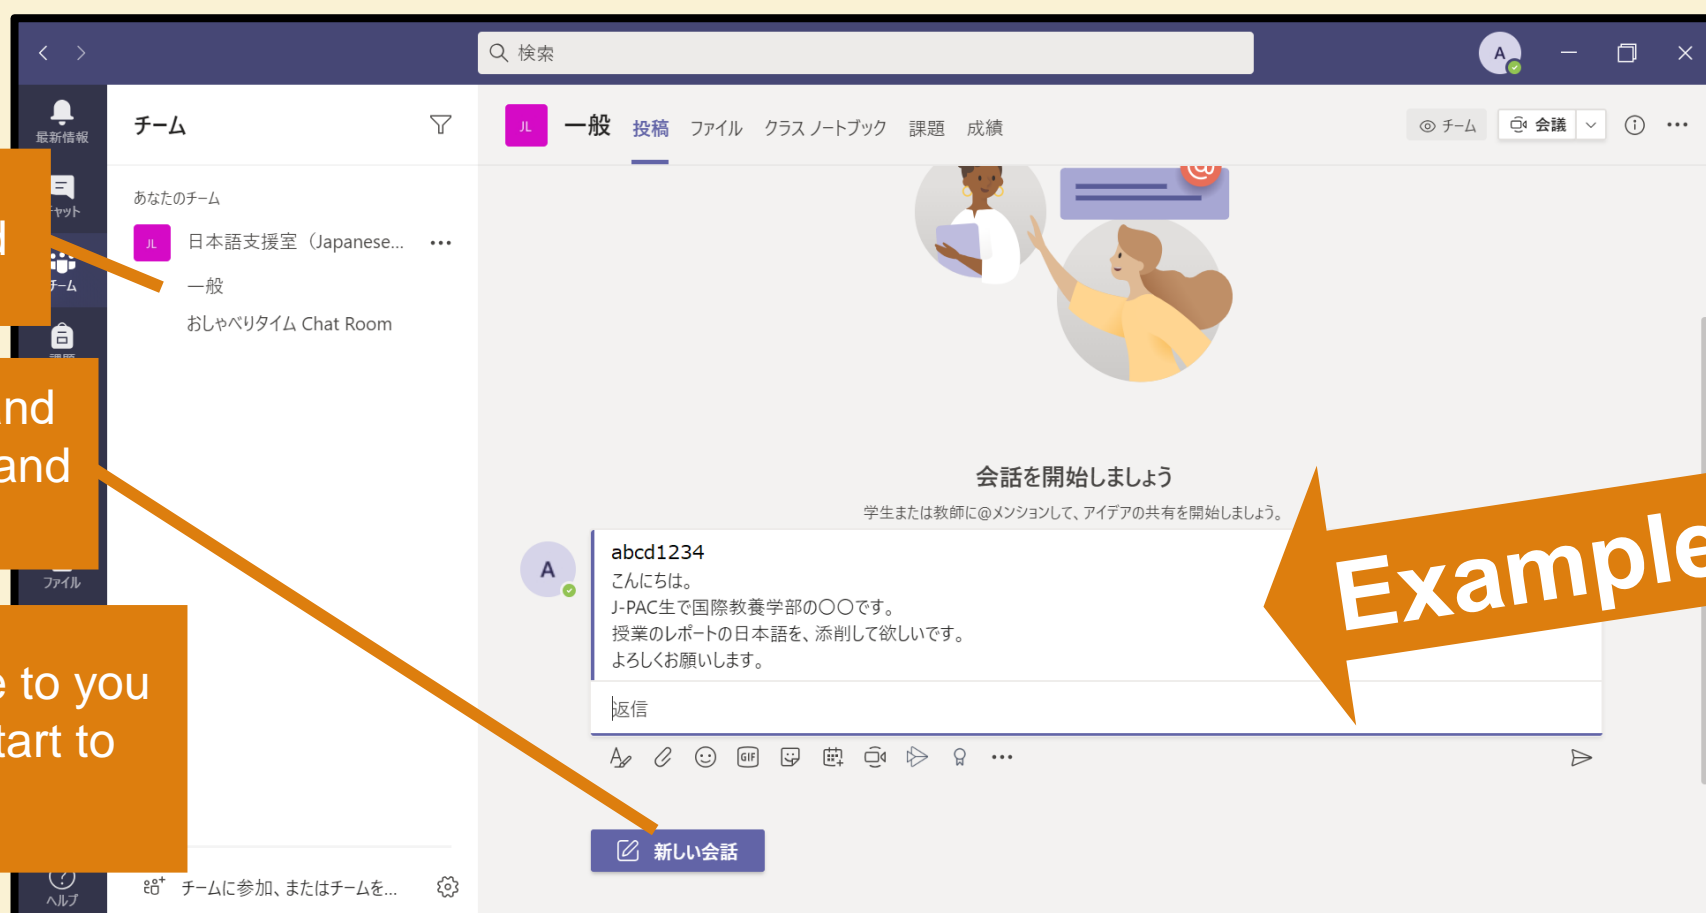 検索
A
最新情報
チーム
JL
一般 投稿 ファイル クラス ノートブック 課題 成績
チーム
会議
あなたのチーム
JL 日本語支援室（Japanese...
一般
おしゃべりタイム Chat Room
チーム
and
e to you
tart to
ファイル
会話を開始しましょう
学生または教師に@メンションして、アイデアの共有を開始しましょう。
A
abcd1234
こんにちは。
J-PAC生で国際教養学部の〇〇です。
授業のレポートの日本語を、添削して欲しいです。
よろしくお願いします。
返信
GIF
Example
新しい会話
チームに参加、またはチームを...
ヘルプ